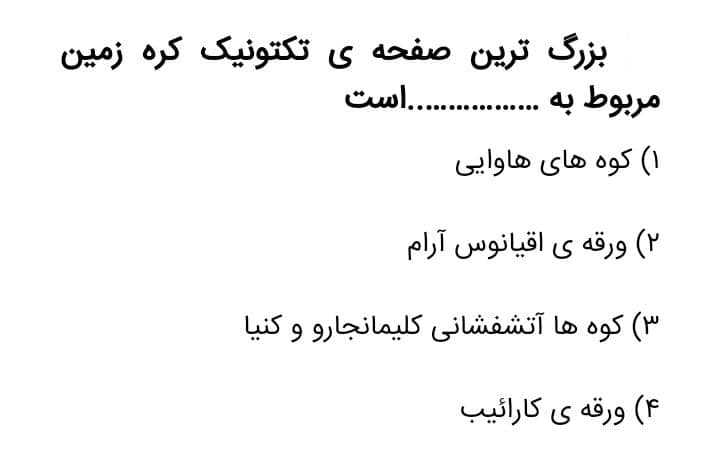 بزرگ ترین صفحه ی تکتونیک کره زمین
مربوط به ..................است
۱) کوه های هاوایی
۲) ورقه ی اقیانوس آرام
۳) کوه ها آتشفشانی کلیمانجارو و کنیا
۴) ورقه ی کارائیب